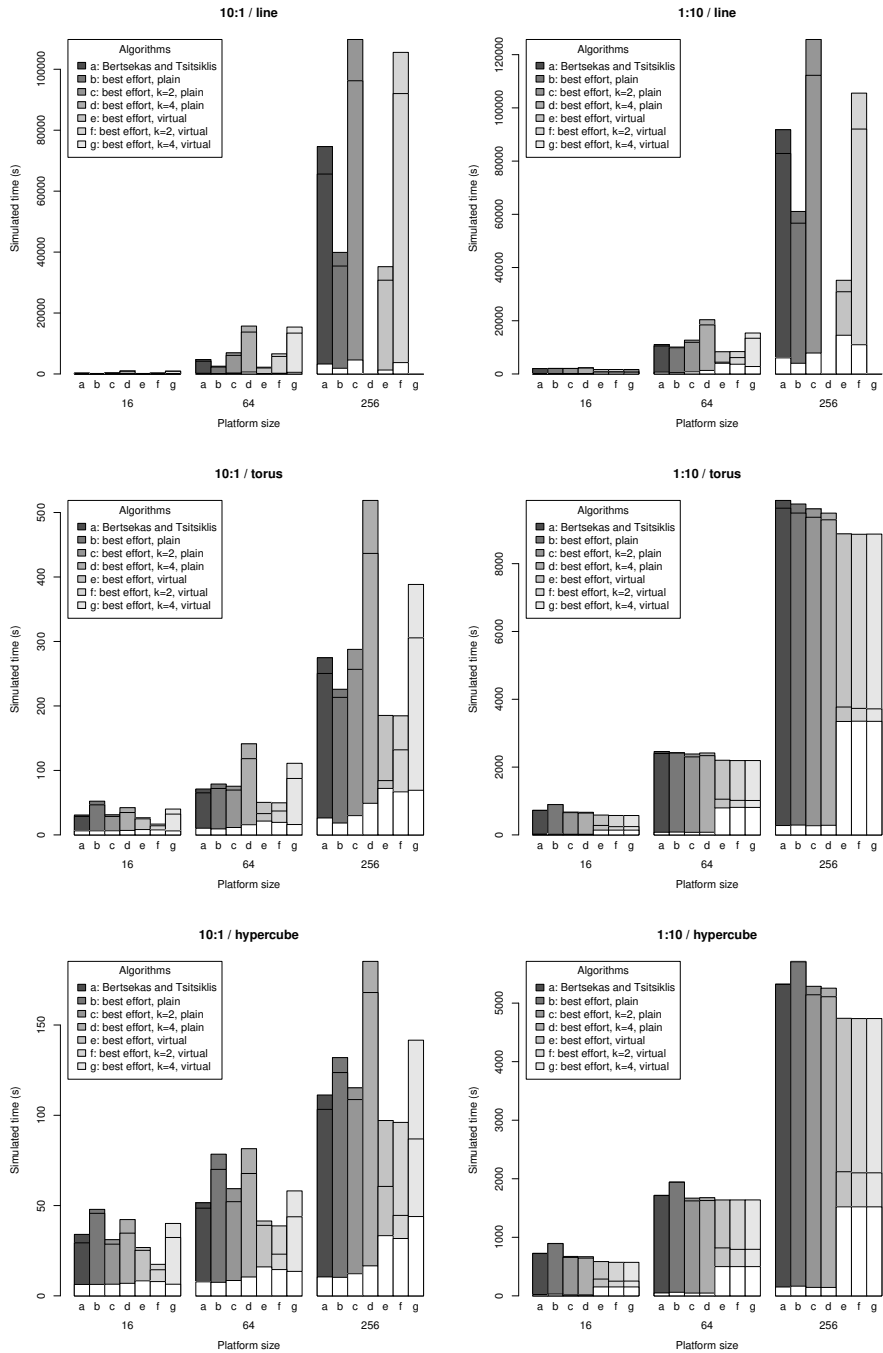 10:1 / line
Simulated time (s)
0
20000
40000
60000
80000
100000
Algorithms
a: Bertsekas and Tsitsiklis
b: best effort, plain
c: best effort, k=2, plain
d: best effort, k=4, plain
e: best effort, virtual
f: best effort, k=2, virtual
g: best effort, k=4, virtual
a b c d e f g a b c d e f g a b c d e f g
16 64 256
Platform size
1:10 / line
Simulated time (s)
0
20000
40000
60000
80000
100000
120000
Algorithms
a: Bertsekas and Tsitsiklis
b: best effort, plain
c: best effort, k=2, plain
d: best effort, k=4, plain
e: best effort, virtual
f: best effort, k=2, virtual
g: best effort, k=4, virtual
a b c d e f g a b c d e f g a b c d e f g
16 64 256
Platform size
10:1 / torus
Simulated time (s)
0
100
200
300
400
500
Algorithms
a: Bertsekas and Tsitsiklis
b: best effort, plain
c: best effort, k=2, plain
d: best effort, k=4, plain
e: best effort, virtual
f: best effort, k=2, virtual
g: best effort, k=4, virtual
a b c d e f g a b c d e f g a b c d e f g
16 64 256
Platform size
1:10 / torus
Simulated time (s)
0
2000
4000
6000
8000
Algorithms
a: Bertsekas and Tsitsiklis
b: best effort, plain
c: best effort, k=2, plain
d: best effort, k=4, plain
e: best effort, virtual
f: best effort, k=2, virtual
g: best effort, k=4, virtual
a b c d e f g a b c d e f g a b c d e f g
16 64 256
Platform size
10:1 / hypercube
Simulated time (s)
0
50
100
150
Algorithms
a: Bertsekas and Tsitsiklis
b: best effort, plain
c: best effort, k=2, plain
d: best effort, k=4, plain
e: best effort, virtual
f: best effort, k=2, virtual
g: best effort, k=4, virtual
a b c d e f g a b c d e f g a b c d e f g
16 64 256
Platform size
1:10 / hypercube
Simulated time (s)
0
1000
2000
3000
4000
5000
Algorithms
a: Bertsekas and Tsitsiklis
b: best effort, plain
c: best effort, k=2, plain
d: best effort, k=4, plain
e: best effort, virtual
f: best effort, k=2, virtual
g: best effort, k=4, virtual
a b c d e f g a b c d e f g a b c d e f g
16 64 256
Platform size